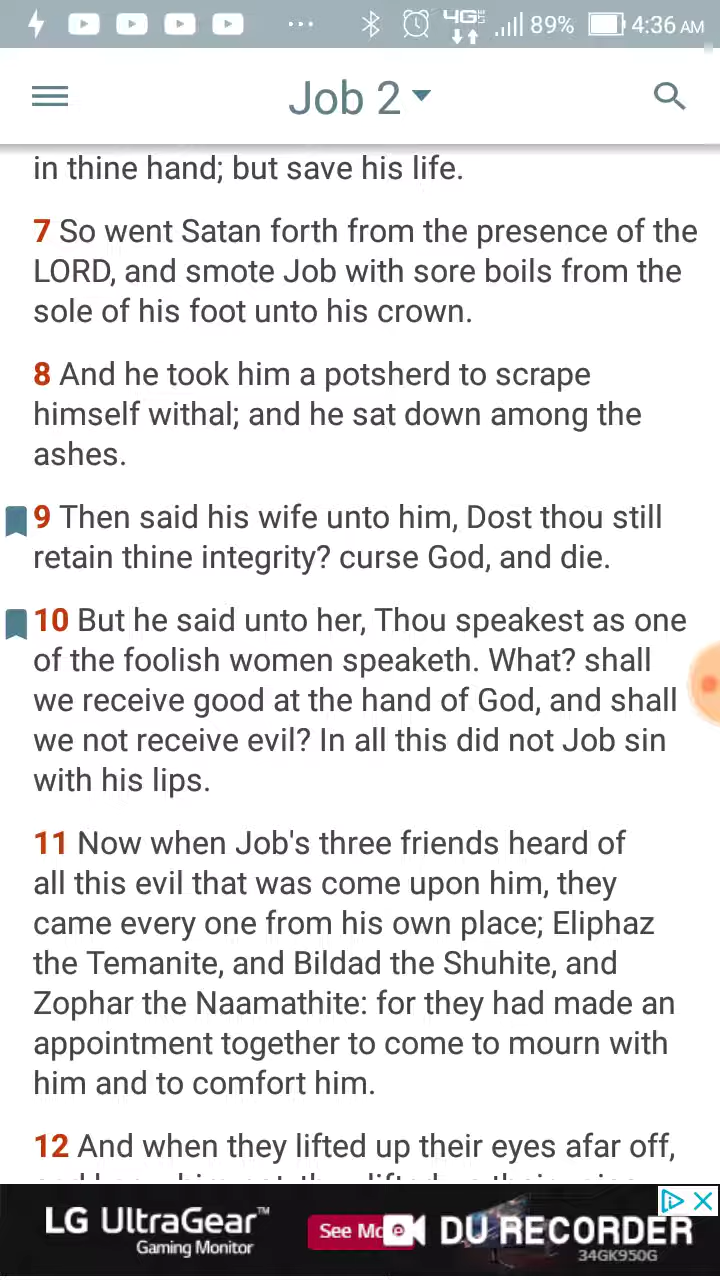 4G LTE 89% 4:36 AM
Job 2
in thine hand; but save his life.
7 So went Satan forth from the presence of the
LORD, and smote Job with sore boils from the
sole of his foot unto his crown.
8 And he took him a potsherd to scrape
himself withal; and he sat down among the
ashes.
9 Then said his wife unto him, Dost thou still
retain thine integrity? curse God, and die.
10 But he said unto her, Thou speakest as one
of the foolish women speaketh. What? shall
we receive good at the hand of God, and shall
we not receive evil? In all this did not Job sin
with his lips.
11 Now when Job's three friends heard of
all this evil that was come upon him, they
came every one from his own place; Eliphaz
the Temanite, and Bildad the Shuhite, and
Zophar the Naamathite: for they had made an
appointment together to come to mourn with
him and to comfort him.
12 And when they lifted up their eyes afar off,
LG UltraGear™
Gaming Monitor
See Mo
DU RECORDER
34GK950G